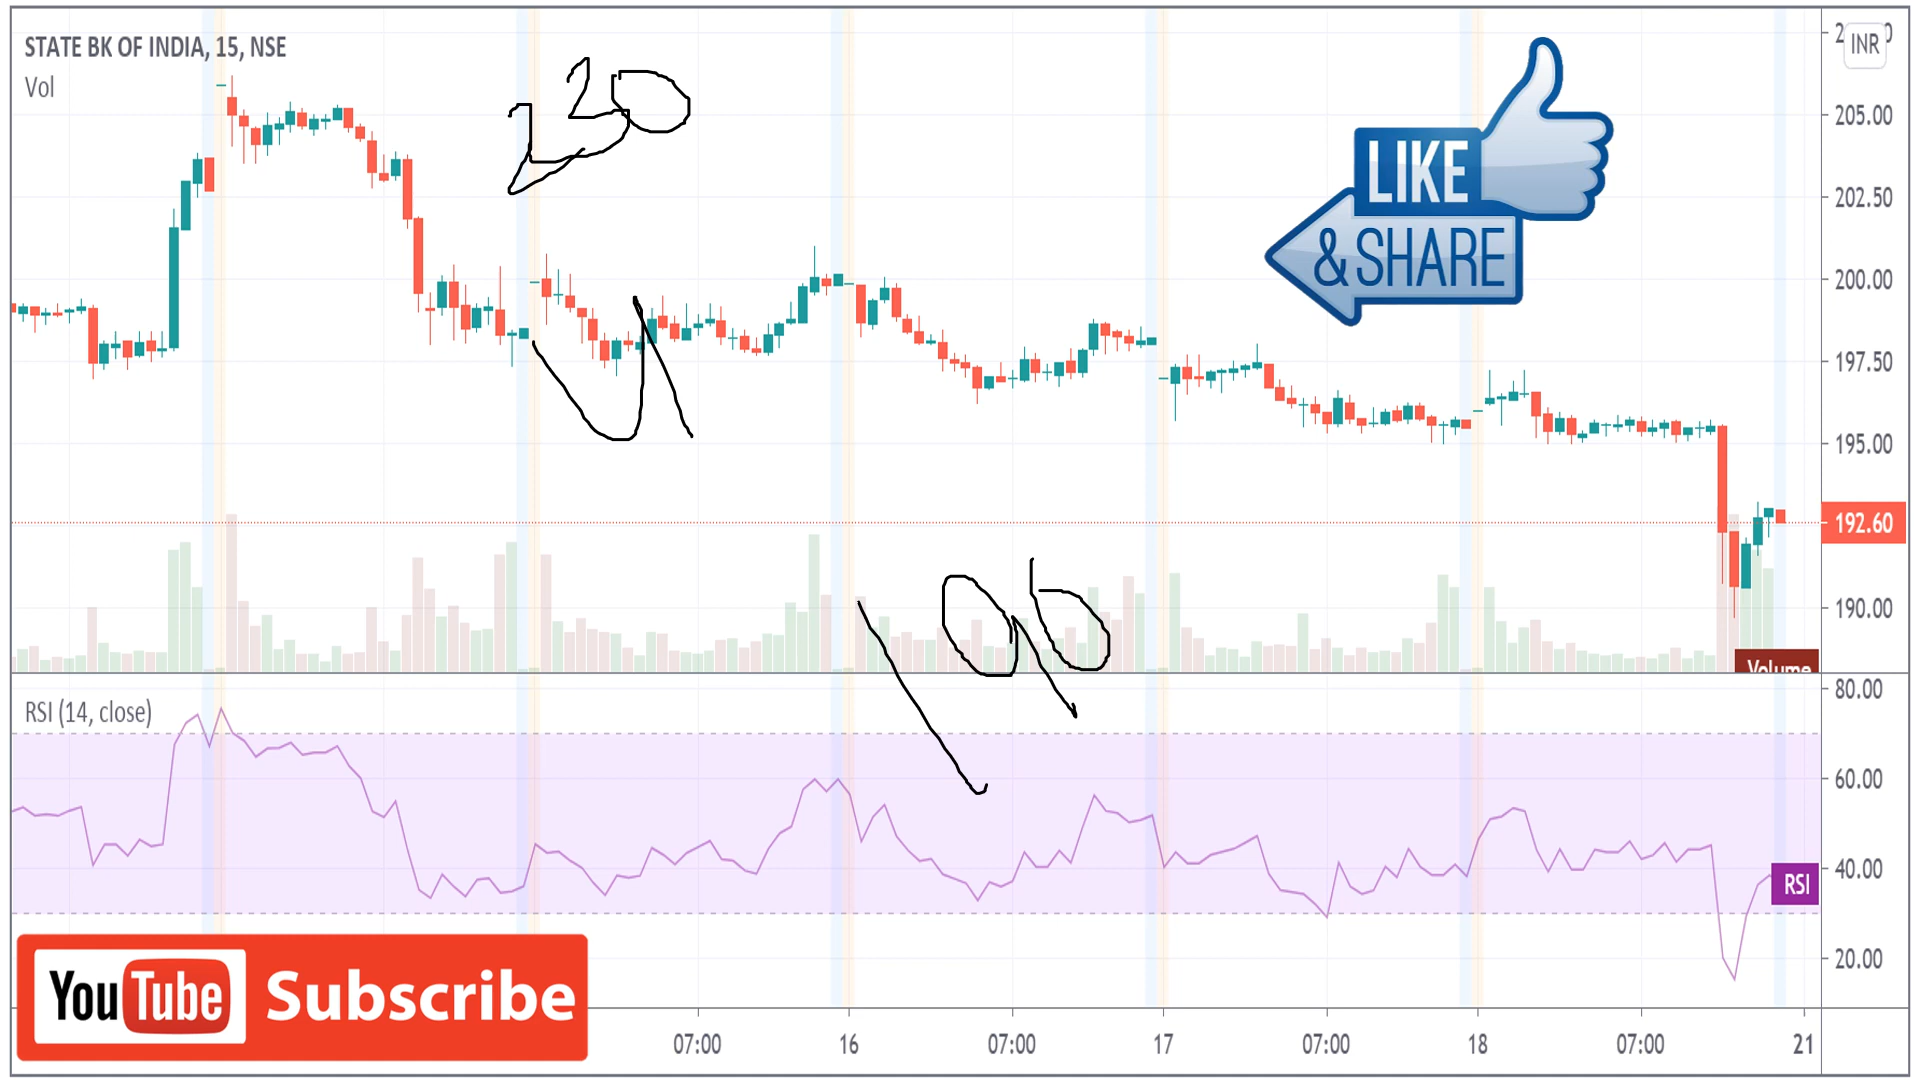 STATE BK OF INDIA, 15, NSE
Vol
220
INR
LIKE
& SHARE
205.00
202.50
200.00
197.50
195.00
192.60
190.00
Volume
RSI (14, close)
80.00
60.00
40.00
RSI
20.00
YouTube Subscribe
07:00 16 07:00 17 07:00 18 07:00 21